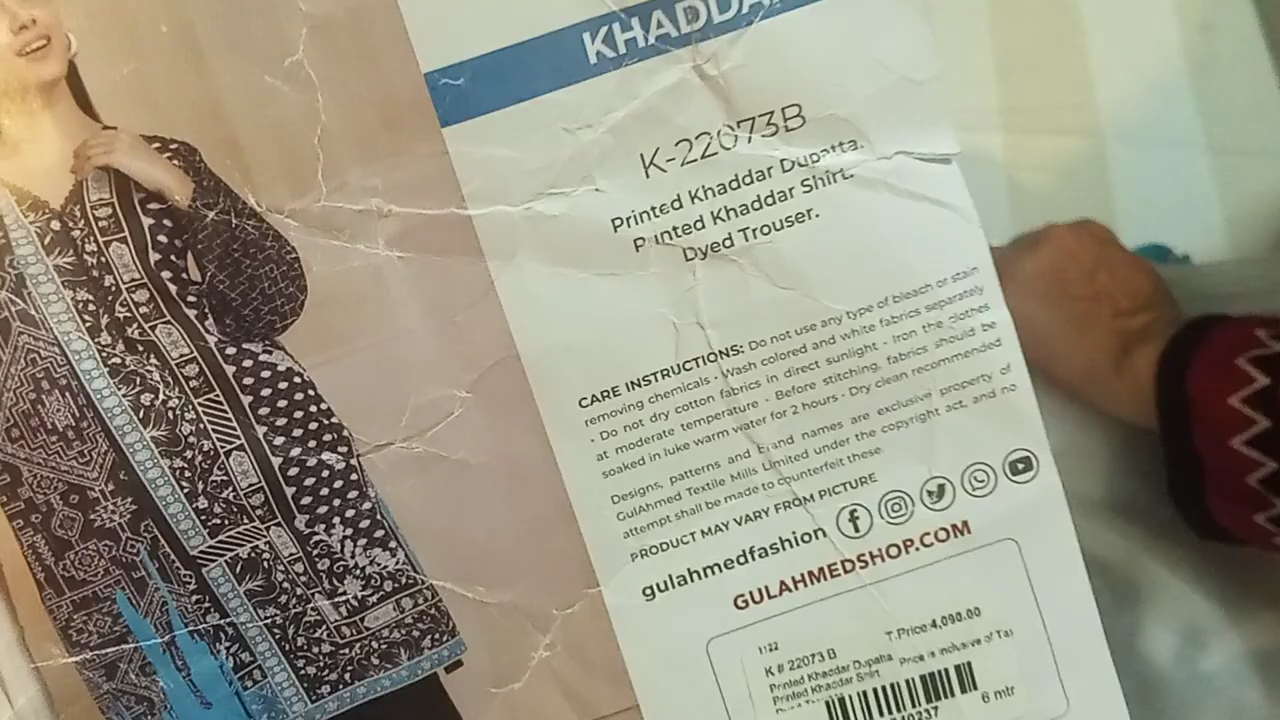 KHADDAR
K-22073B
Printed Khaddar Dupatta.
Printed Khaddar Shirt.
Dyed Trouser.
CARE INSTRUCTIONS: Do not use any type of bleach or stain
removing chemicals - Wash colored and white fabrics separately
- Do not dry cotton fabrics in direct sunlight - Iron the clothes
at moderate temperature - Before stitching, fabrics should be
soaked in luke warm water for 2 hours - Dry clean recommended
Designs, patterns and brand names are exclusive property of
GulAhmed Textile Mills Limited under the copyright act, and no
attempt shall be made to counterfeit these.
PRODUCT MAY VARY FROM PICTURE
gulahmedfashion
GULAHMEDSHOP.COM
1122
T.Price:4,090.00
K # 22073 B
Printed Khaddar Dupatta Price is inclusive of Tax
Printed Khaddar Shirt
6 mtr